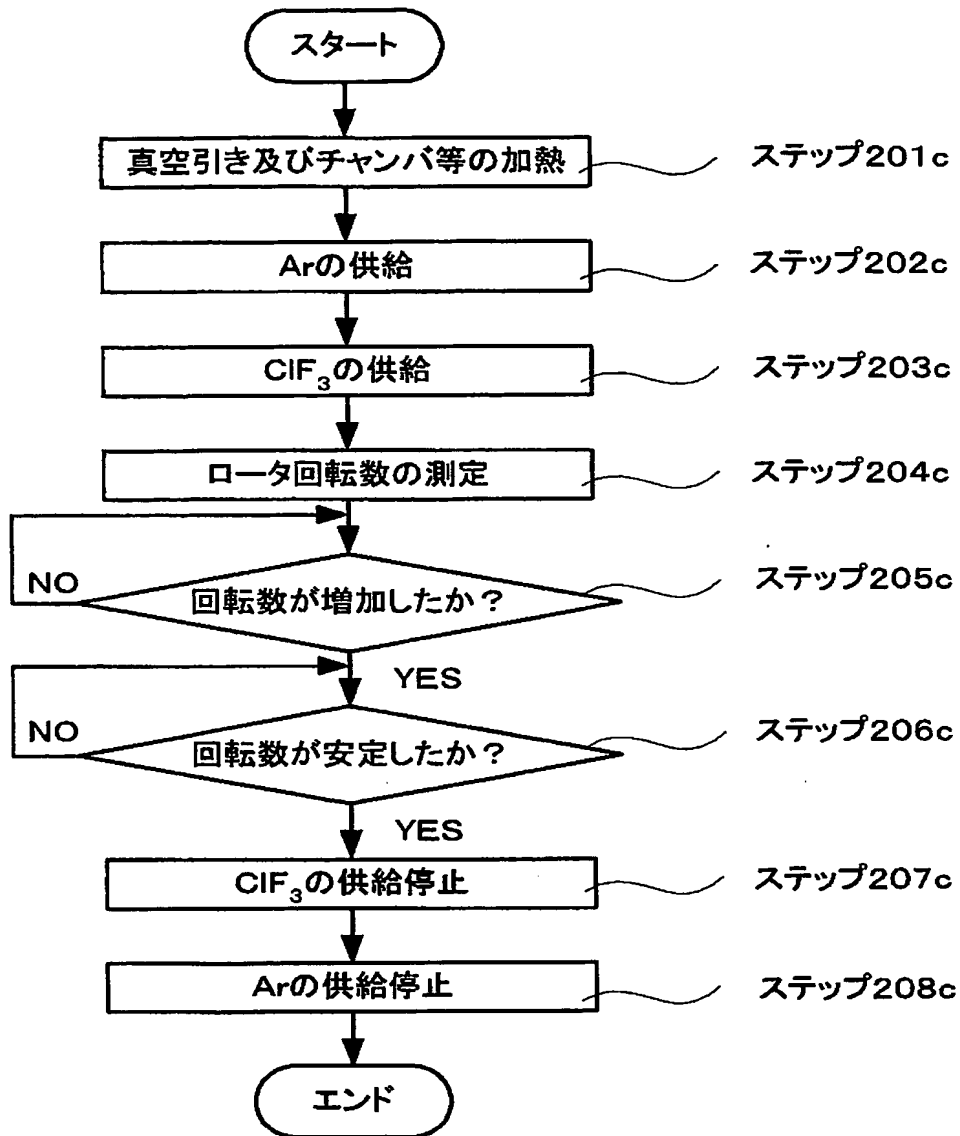 スタート
真空引き及びチャンバ等の加熱
ステップ201c
Arの供給
ステップ202c
ClF₃の供給
ステップ203c
ロータ回転数の測定
ステップ204c
NO
回転数が増加したか？
ステップ205c
YES
NO
回転数が安定したか？
ステップ206c
YES
ClF₃の供給停止
ステップ207c
Arの供給停止
ステップ208c
エンド